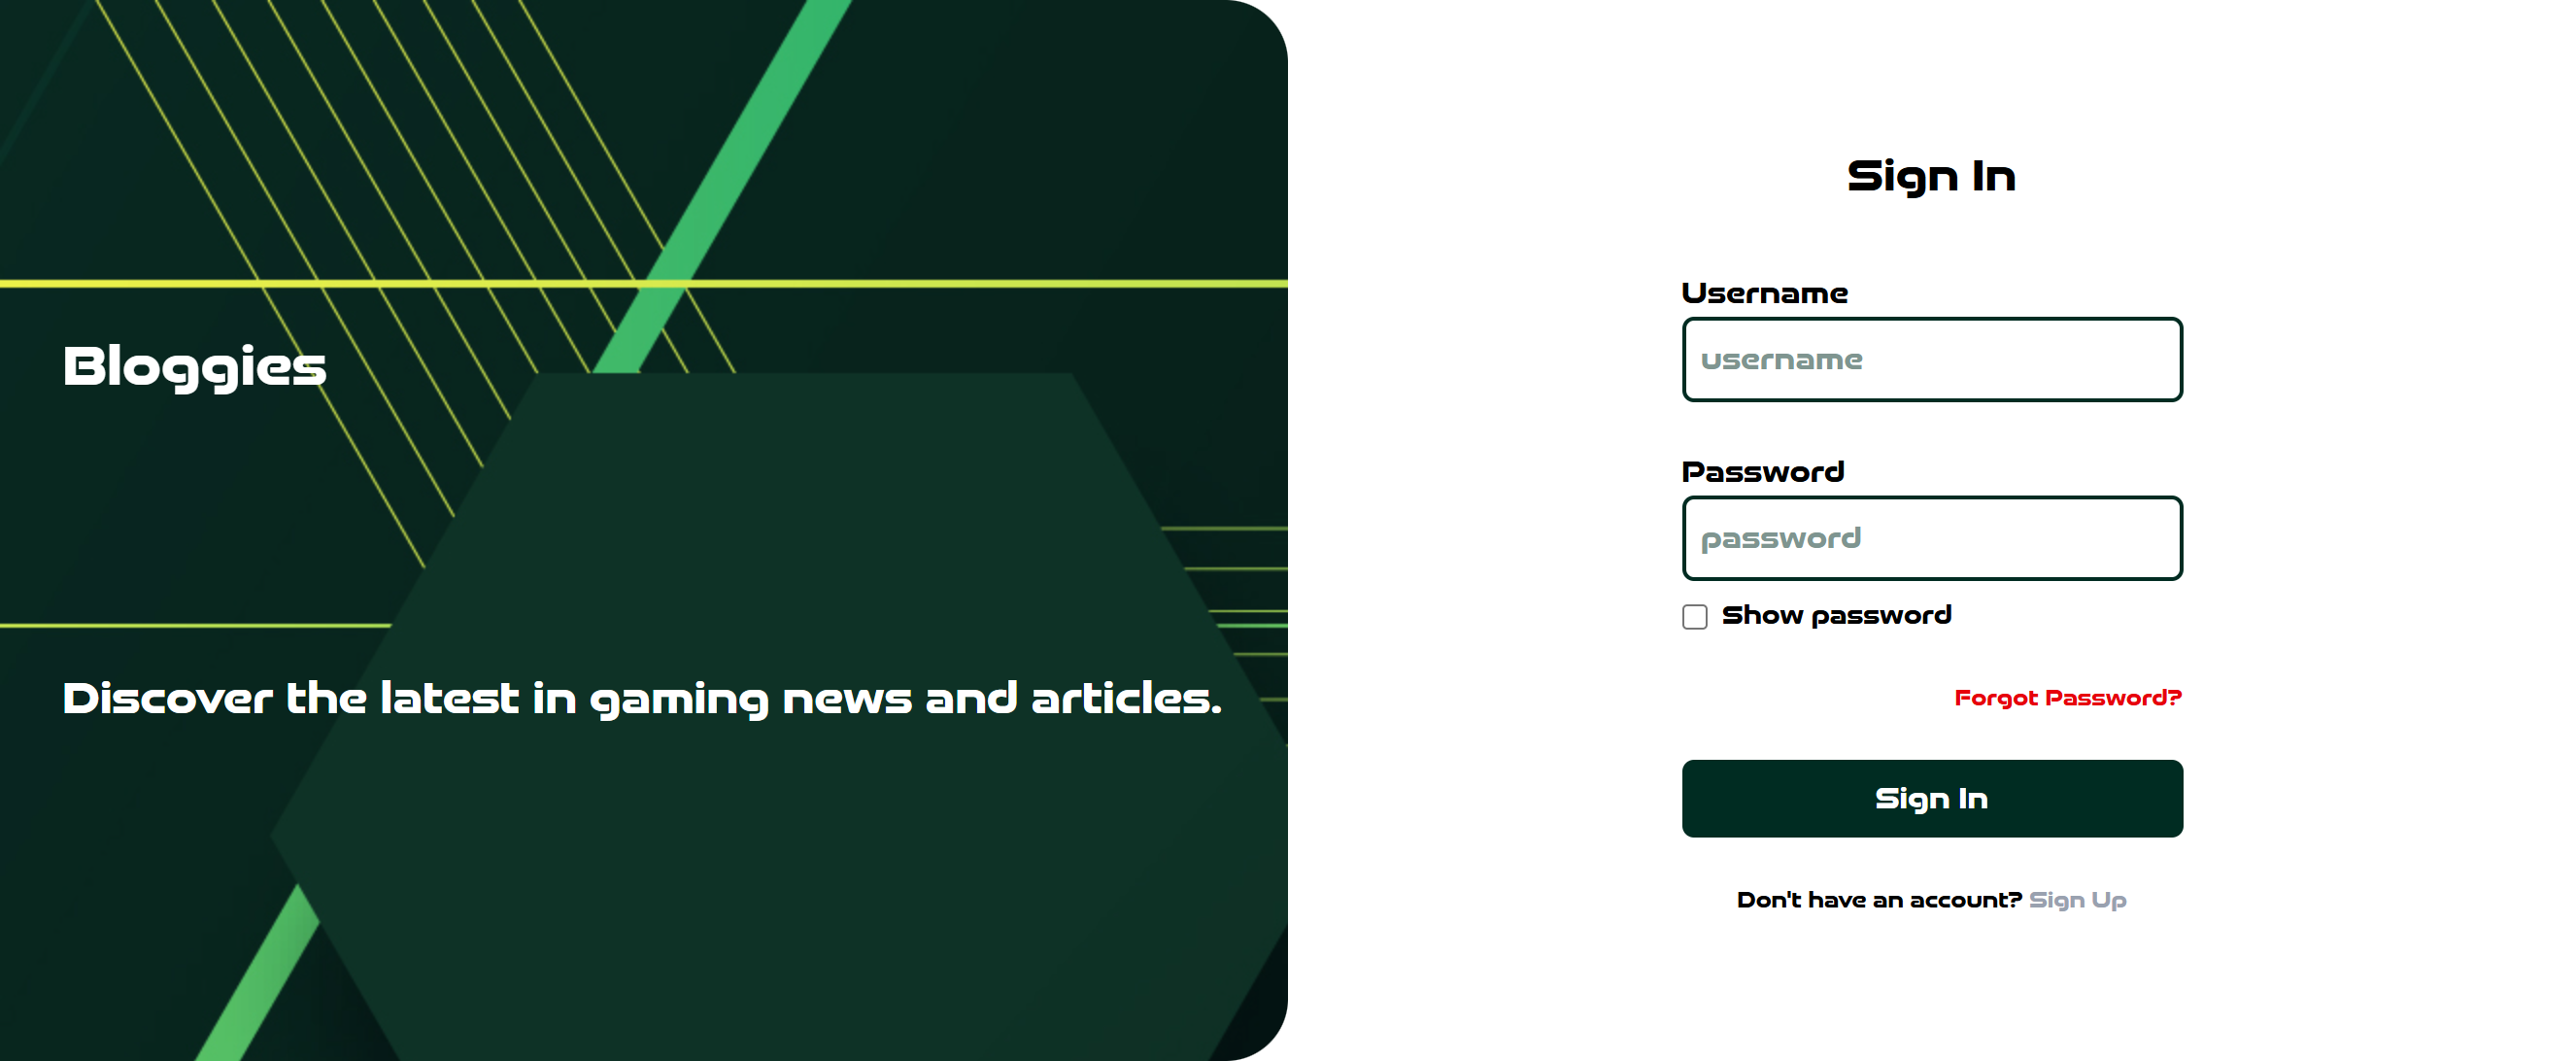 Bloggies
Discover the latest in gaming news and articles.
Sign In
Username
username
Password
password
Show password
Forgot Password?
Sign In
Don't have an account? Sign Up